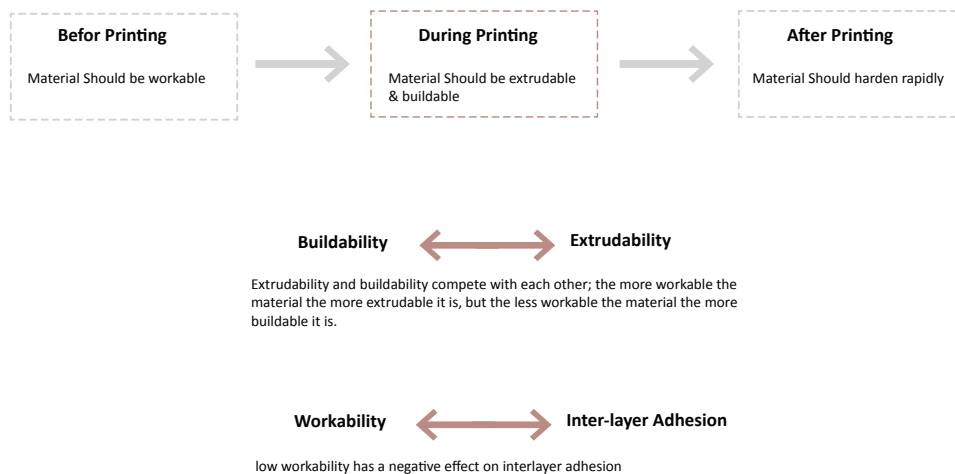 Befor Printing
Material Should be workable
During Printing
Material Should be extrudable
& buildable
After Printing
Material Should harden rapidly
Buildability
Extrudability
Extrudability and buildability compete with each other; the more workable the
material the more extrudable it is, but the less workable the material the more
buildable it is.
Workability
Inter-layer Adhesion
low workability has a negative effect on interlayer adhesion